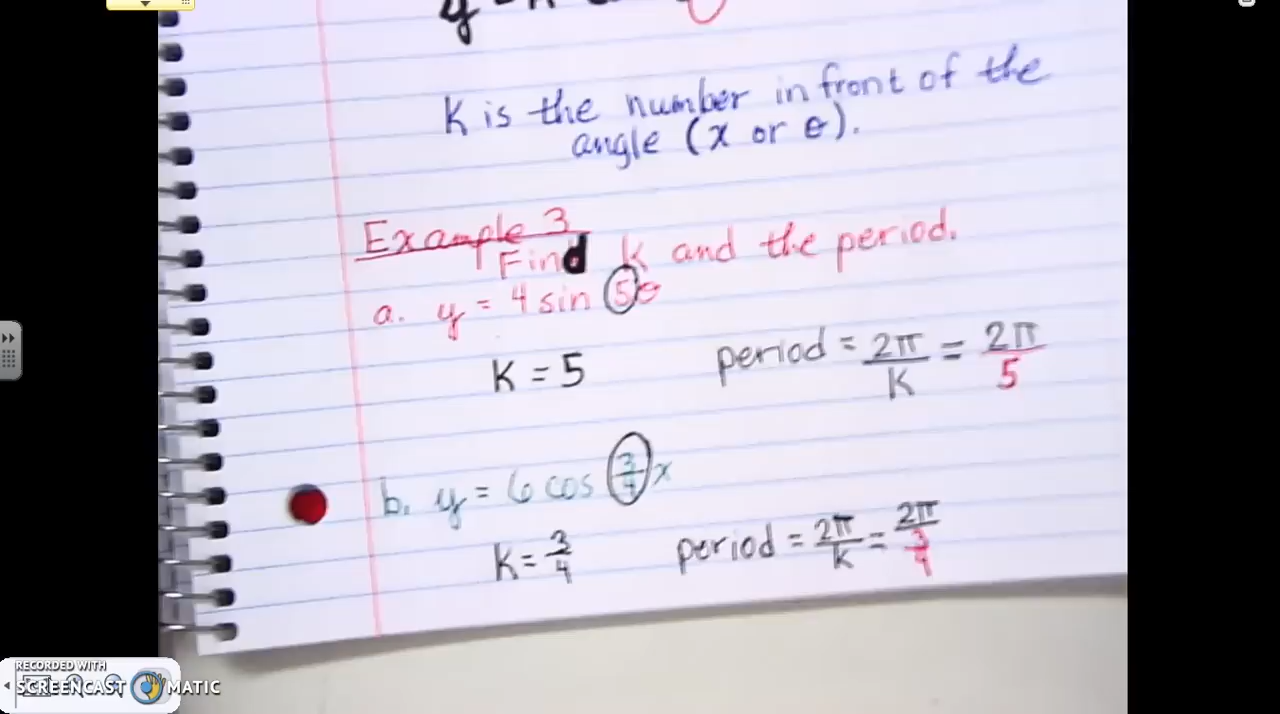 K is the number in front of the
angle (x or θ).
Example 3
Find k and the period.
a. y = 4 sin 5θ
K = 5 period = 2π/K = 2π/5
b. y = 6 cos 3/4 x
K = 3/4 period = 2π/k = 2π/(3/4)
RECORDED WITH
SCREENCAST MATIC